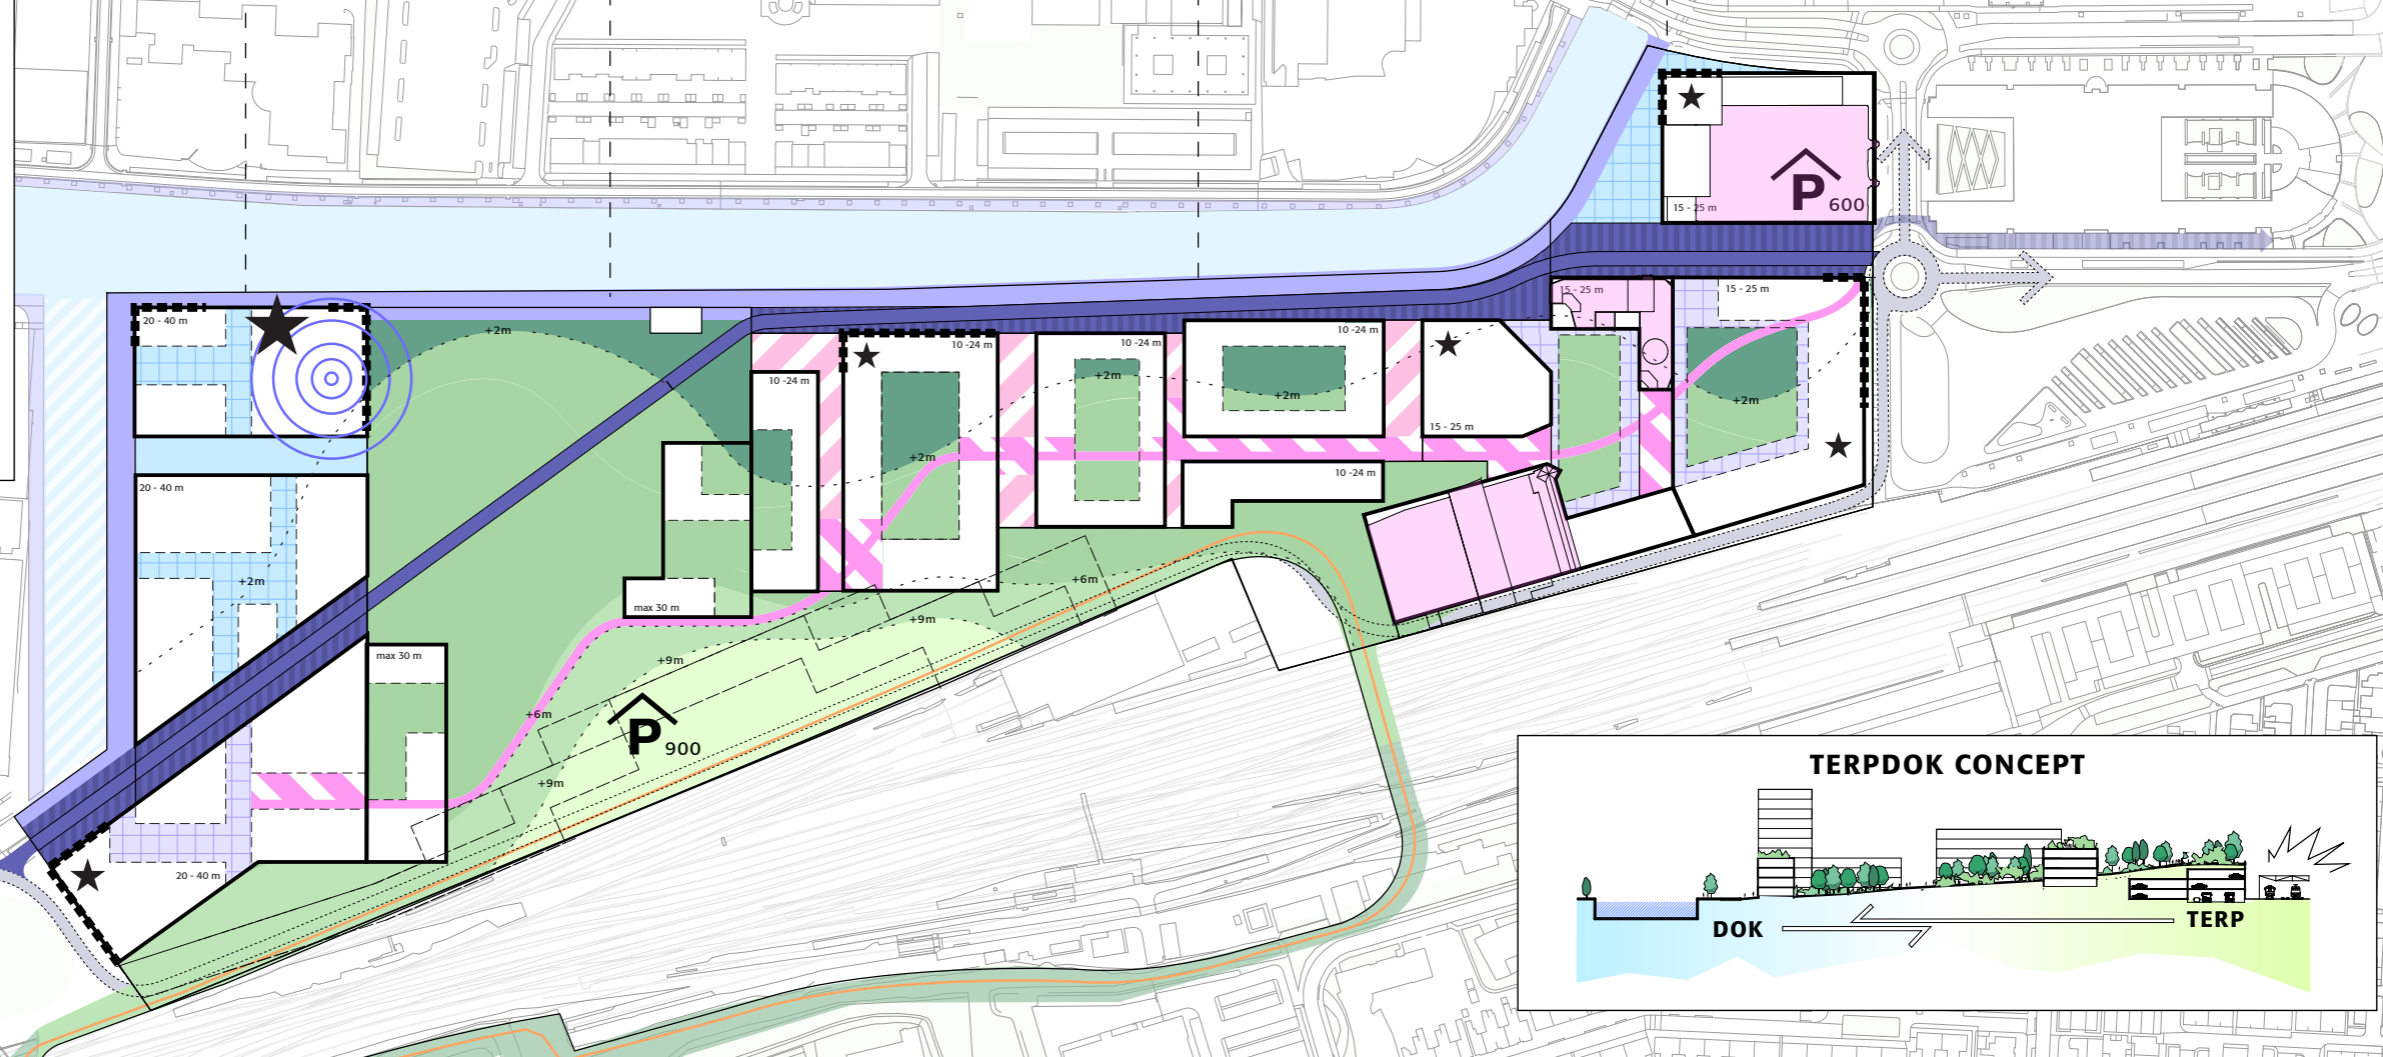 15 - 25 m
P 600
20 - 40 m
+2m
15 - 25 m
15 - 25 m
10 -24 m
10 -24 m
10 -24 m
10 -24 m
+2m
+2m
+2m
15 - 25 m
+2m
10 -24 m
20 - 40 m
+2m
+6m
max 30 m
+9m
max 30 m
+9m
+6m
P 900
+9m
20 - 40 m
TERPDOK CONCEPT
DOK
TERP